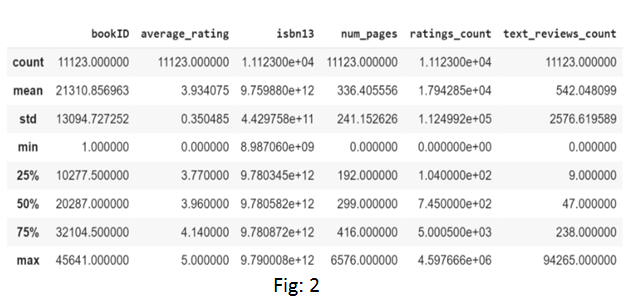 bookID average_rating isbn13 num_pages ratings_count text_reviews_count
count 11123.000000 11123.000000 1.112300e+04 11123.000000 1.112300e+04 11123.000000
mean 21310.856963 3.934075 9.759880e+12 336.405556 1.794285e+04 542.048099
std 13094.727252 0.350485 4.429758e+11 241.152626 1.124992e+05 2576.619589
min 1.000000 0.000000 8.987060e+09 0.000000 0.000000e+00 0.000000
25% 10277.500000 3.770000 9.780345e+12 192.000000 1.040000e+02 9.000000
50% 20287.000000 3.960000 9.780582e+12 299.000000 7.450000e+02 47.000000
75% 32104.500000 4.140000 9.780872e+12 416.000000 5.000500e+03 238.000000
max 45641.000000 5.000000 9.790008e+12 6576.000000 4.597666e+06 94265.000000
Fig: 2